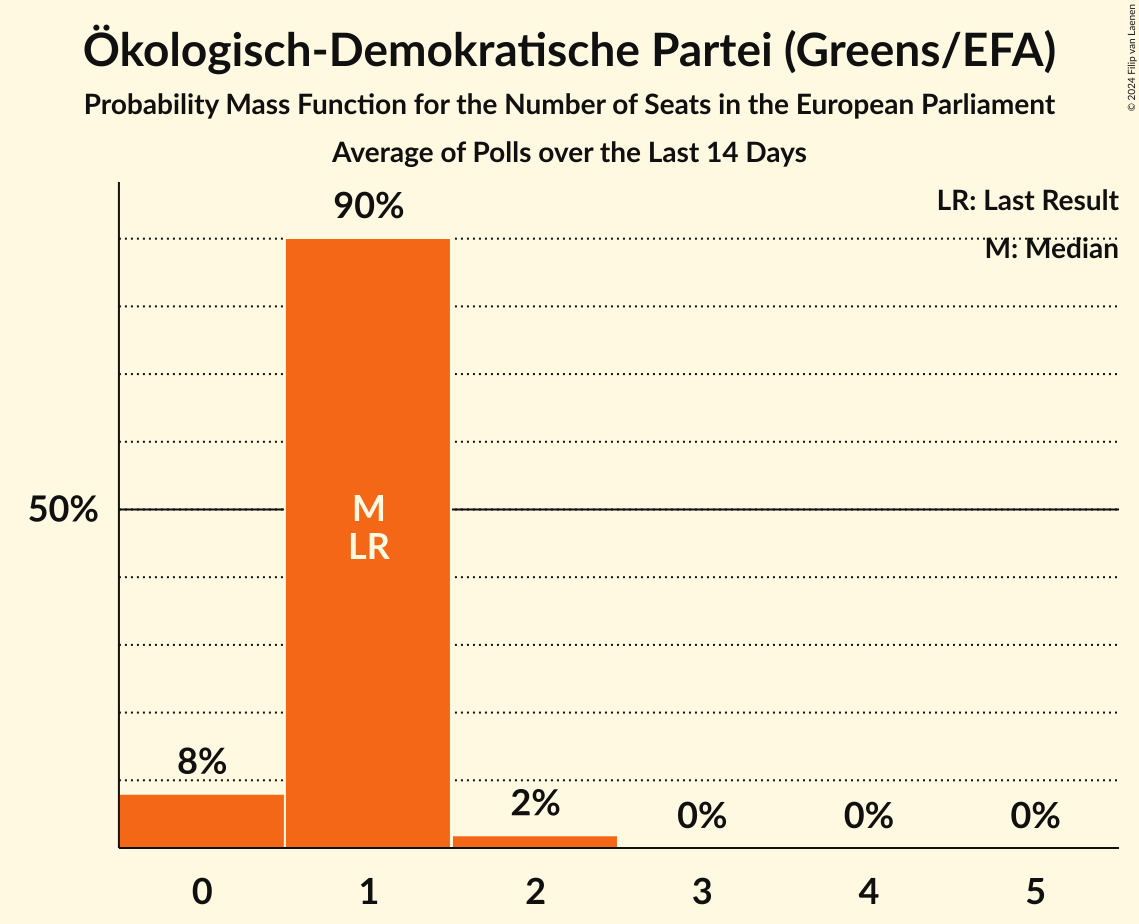 Ökologisch-Demokratische Partei (Greens/EFA)
Probability Mass Function for the Number of Seats in the European Parliament
Average of Polls over the Last 14 Days
© 2024 Filip van Laenen
LR: Last Result
M: Median
90%
50%
M
LR
8%
2%
0%
0%
0%
0
1
2
3
4
5